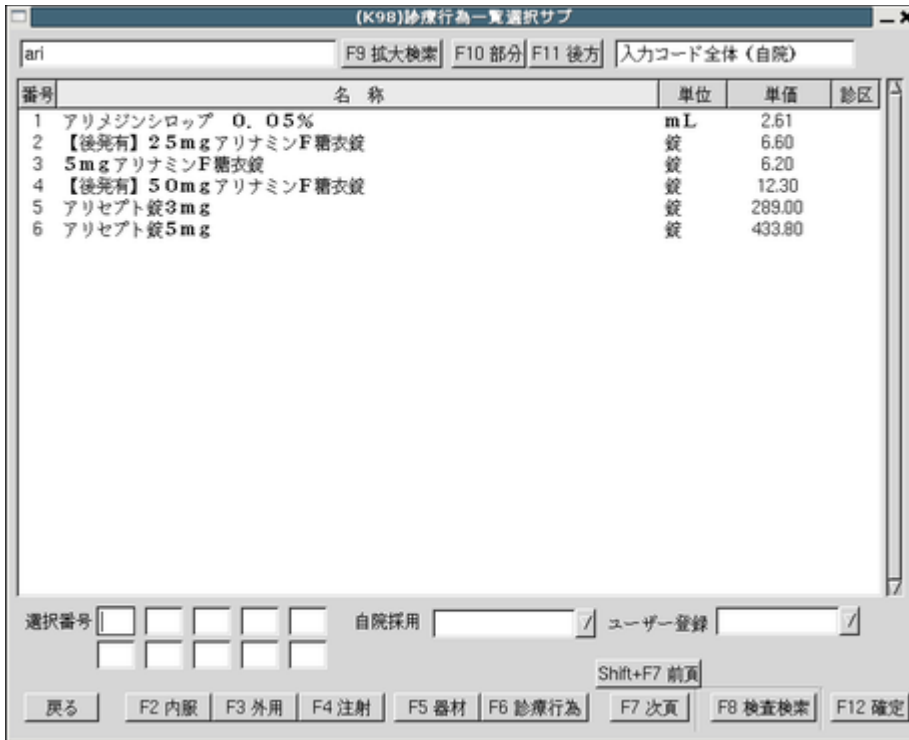 (K98)診療行為一覧選択サブ
ari F9 拡大検索 F10 部分 F11 後方 入力コード全体（自院）
番号 名　称 単位 単価 診区
1 アリメジンシロップ　０．０５％ ｍＬ 2.61
2 【後発有】２５ｍｇアリナミンＦ糖衣錠 錠 6.60
3 ５ｍｇアリナミンＦ糖衣錠 錠 6.20
4 【後発有】５０ｍｇアリナミンＦ糖衣錠 錠 12.30
5 アリセプト錠３ｍｇ 錠 289.00
6 アリセプト錠５ｍｇ 錠 433.80
選択番号 自院採用 ユーザー登録
Shift+F7 前頁
戻る F2 内服 F3 外用 F4 注射 F5 器材 F6 診療行為 F7 次頁 F8 検査検索 F12 確定